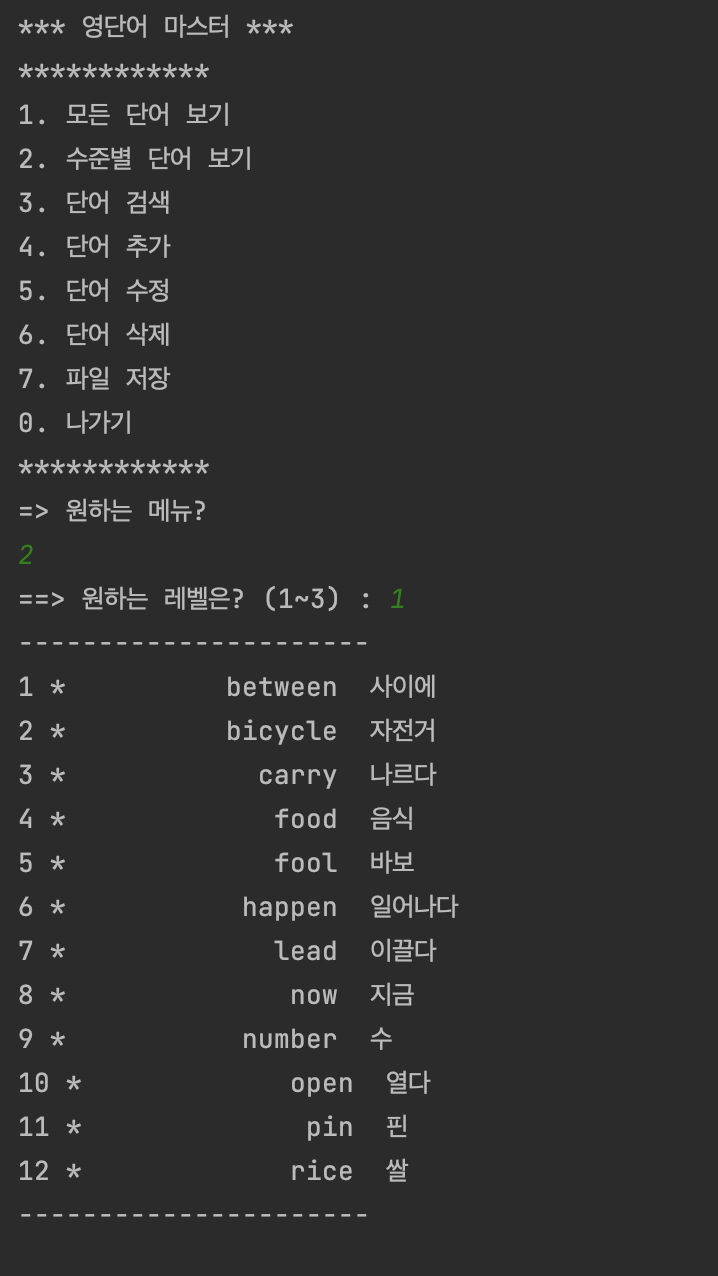 *** 영단어 마스터 ***
************
1. 모든 단어 보기
2. 수준별 단어 보기
3. 단어 검색
4. 단어 추가
5. 단어 수정
6. 단어 삭제
7. 파일 저장
0. 나가기
************
=> 원하는 메뉴?
2
==> 원하는 레벨은? (1~3) : 1
----------------------
1 *          between  사이에
2 *          bicycle  자전거
3 *            carry  나르다
4 *             food  음식
5 *             fool  바보
6 *           happen  일어나다
7 *             lead  이끌다
8 *              now  지금
9 *           number  수
10 *             open  열다
11 *              pin  핀
12 *             rice  쌀
----------------------